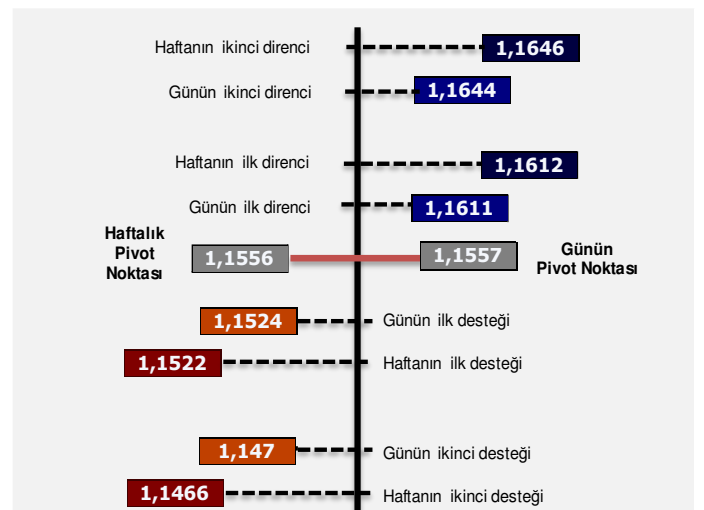 Haftanın ikinci direnci 1,1646
Günün ikinci direnci 1,1644
Haftanın ilk direnci 1,1612
Günün ilk direnci 1,1611
Haftalık
Pivot
Noktası
1,1556
1,1557
Günün
Pivot Noktası
1,1524 Günün ilk desteği
1,1522 Haftanın ilk desteği
1,147 Günün ikinci desteği
1,1466 Haftanın ikinci desteği